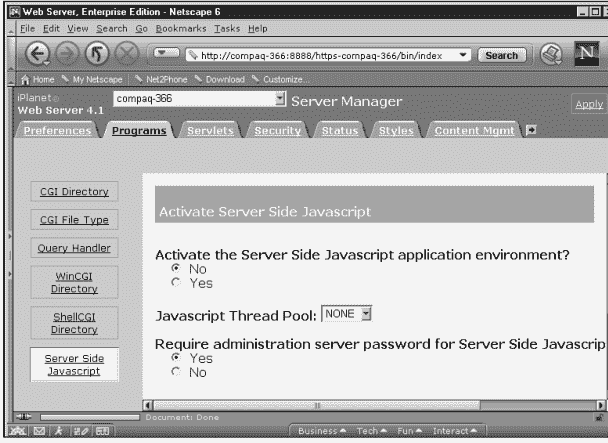 Web Server, Enterprise Edition - Netscape 6
File Edit View Search Go Bookmarks Tasks Help
http://compaq-366:8888/https-compaq-366/bin/index Search N
Home My Netscape Net2Phone Download Customize...
iPlanet
Web Server 4.1
compaq-366
Server Manager
Apply
Preferences Programs Servlets Security Status Styles Content Mgmt
CGI Directory
CGI File Type
Query Handler
WinCGI
Directory
ShellCGI
Directory
Server Side
Javascript
Activate Server Side Javascript
Activate the Server Side Javascript application environment?
No
Yes
Javascript Thread Pool: NONE
Require administration server password for Server Side Javascrip
Yes
No
Document: Done
Business Tech Fun Interact